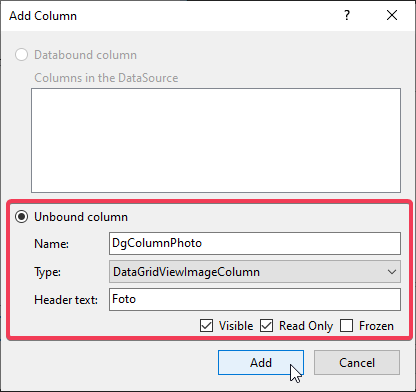 Add Column
?
Databound column
Columns in the DataSource
Unbound column
Name: DgColumnPhoto
Type: DataGridViewImageColumn
Header text: Foto
Visible Read Only Frozen
Add Cancel